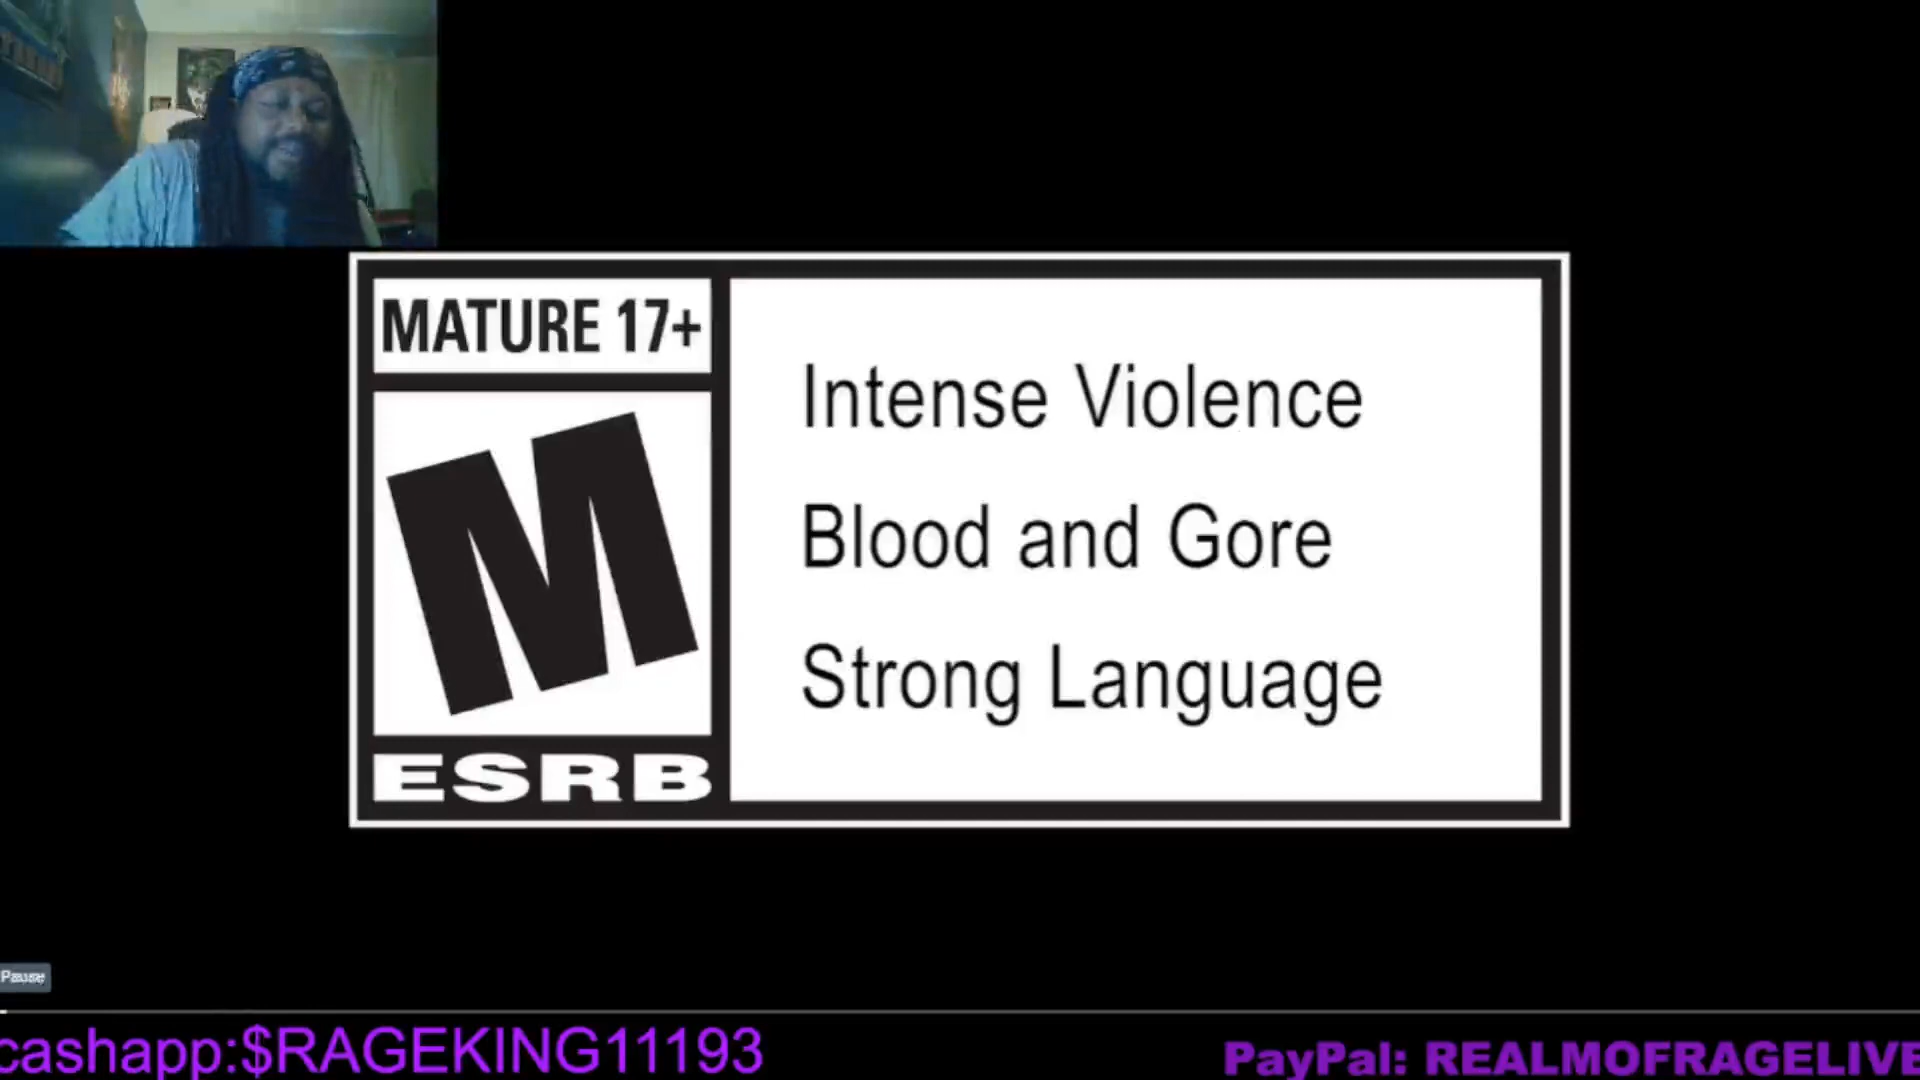 MATURE 17+
M
ESRB
Intense Violence
Blood and Gore
Strong Language
Pause
cashapp:$RAGEKING11193
PayPal: REALMOFRAGELIVE